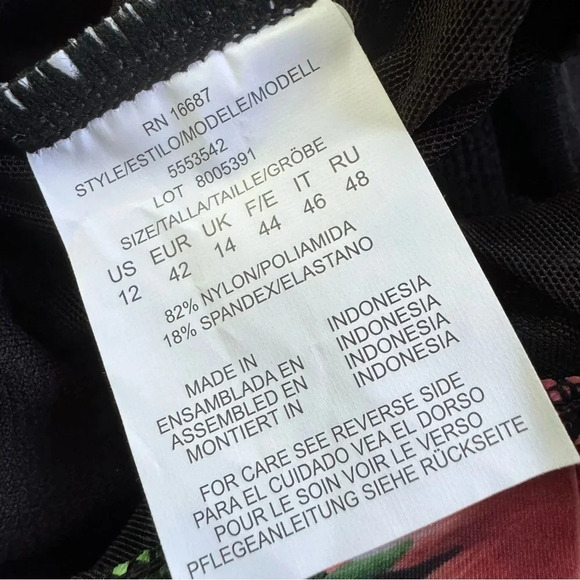 RN 16687
STYLE/ESTILO/MODELE/MODELL
5553542
LOT 8005391
SIZE/TALLA/TAILLE/GRÖBE
US EUR UK F/E IT RU
12 42 14 44 46 48
82% NYLON/POLIAMIDA
18% SPANDEX/ELASTANO
MADE IN INDONESIA
ENSAMBLADA EN INDONESIA
ASSEMBLED EN INDONESIA
MONTIERT IN INDONESIA
FOR CARE SEE REVERSE SIDE
PARA EL CUIDADO VEA EL DORSO
POUR LE SOIN VOIR LE VERSO
PFLEGEANLEITUNG SIEHE RÜCKSEITE